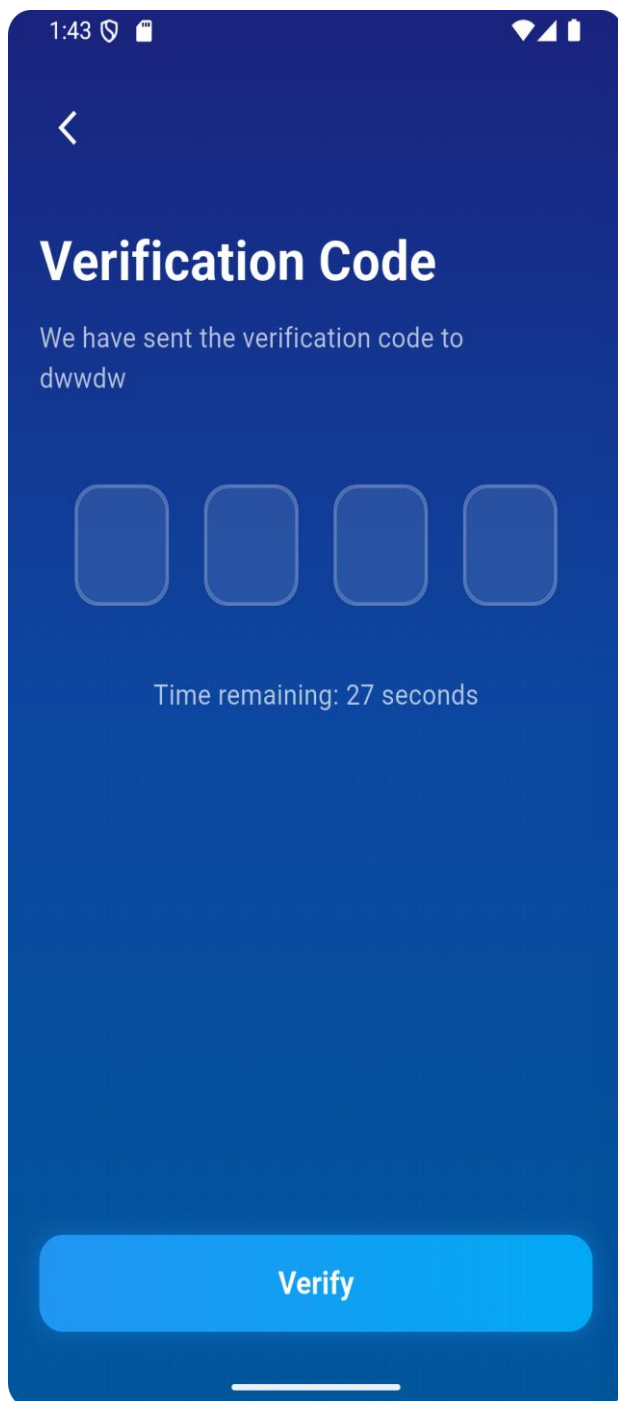 1:43
Verification Code
We have sent the verification code to
dwwdw
Time remaining: 27 seconds
Verify